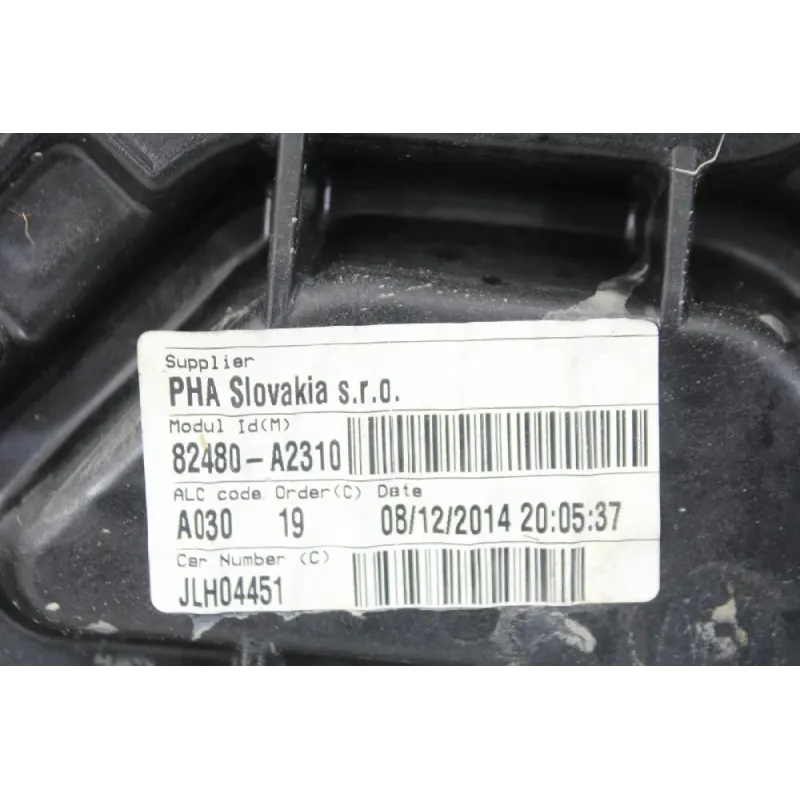 Supplier
PHA Slovakia s.r.o.
Modul Id(M)
82480-A2310
ALC code Order(C) Date
A030 19 08/12/2014 20:05:37
Car Number (C)
JLH04451